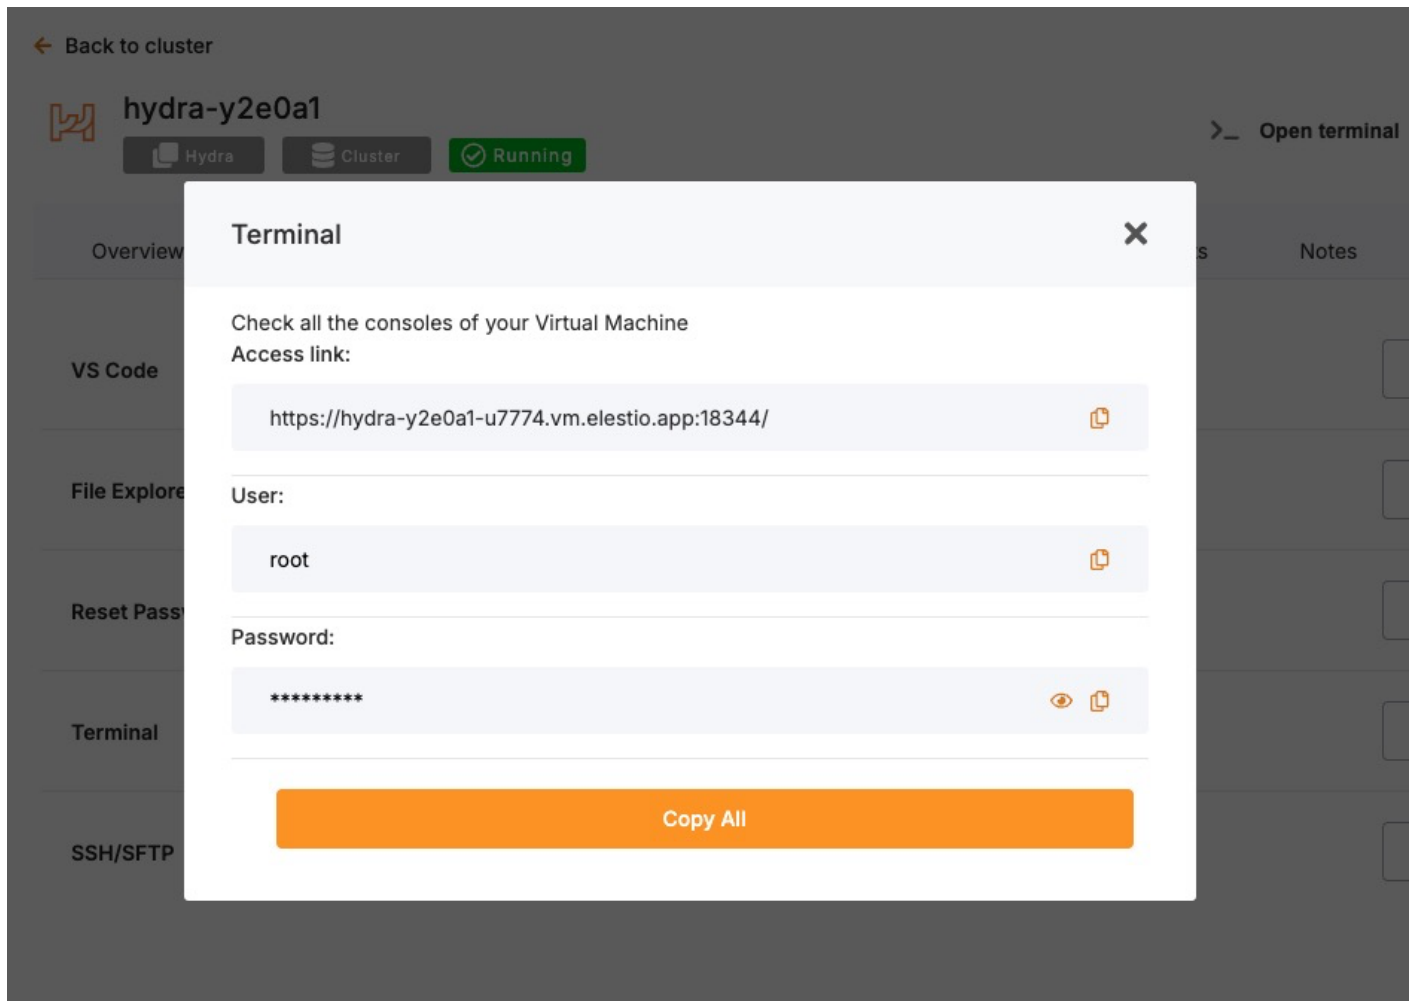 Back to cluster
hydra-y2e0a1
Hydra
Cluster
Running
Open terminal
Terminal
Overview
Notes
Check all the consoles of your Virtual Machine
Access link:
VS Code
https://hydra-y2e0a1-u7774.vm.elestio.app:18344/
File Explore
User:
root
Reset Pass
Password:
*********
Terminal
Copy All
SSH/SFTP